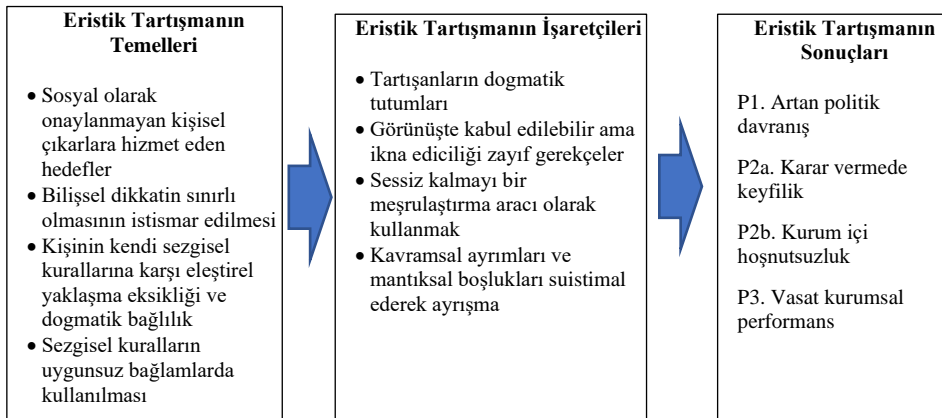 Eristik Tartışmanın
Temelleri
• Sosyal olarak
onaylanmayan kişisel
çıkarlara hizmet eden
hedefler
• Bilişsel dikkatin sınırlı
olmasının istismar edilmesi
• Kişinin kendi sezgisel
kurallarına karşı eleştirel
yaklaşma eksikliği ve
dogmatik bağlılık
• Sezgisel kuralların
uygunsuz bağlamlarda
kullanılması
Eristik Tartışmanın İşaretçileri
• Tartışanların dogmatik
tutumları
• Görünüşte kabul edilebilir ama
ikna ediciliği zayıf gerekçeler
• Sessiz kalmayı bir
meşrulaştırma aracı olarak
kullanmak
• Kavramsal ayrımları ve
mantıksal boşlukları suistimal
ederek ayrışma
Eristik Tartışmanın
Sonuçları
P1. Artan politik
davranış
P2a. Karar vermede
keyfilik
P2b. Kurum içi
hoşnutsuzluk
P3. Vasat kurumsal
performans